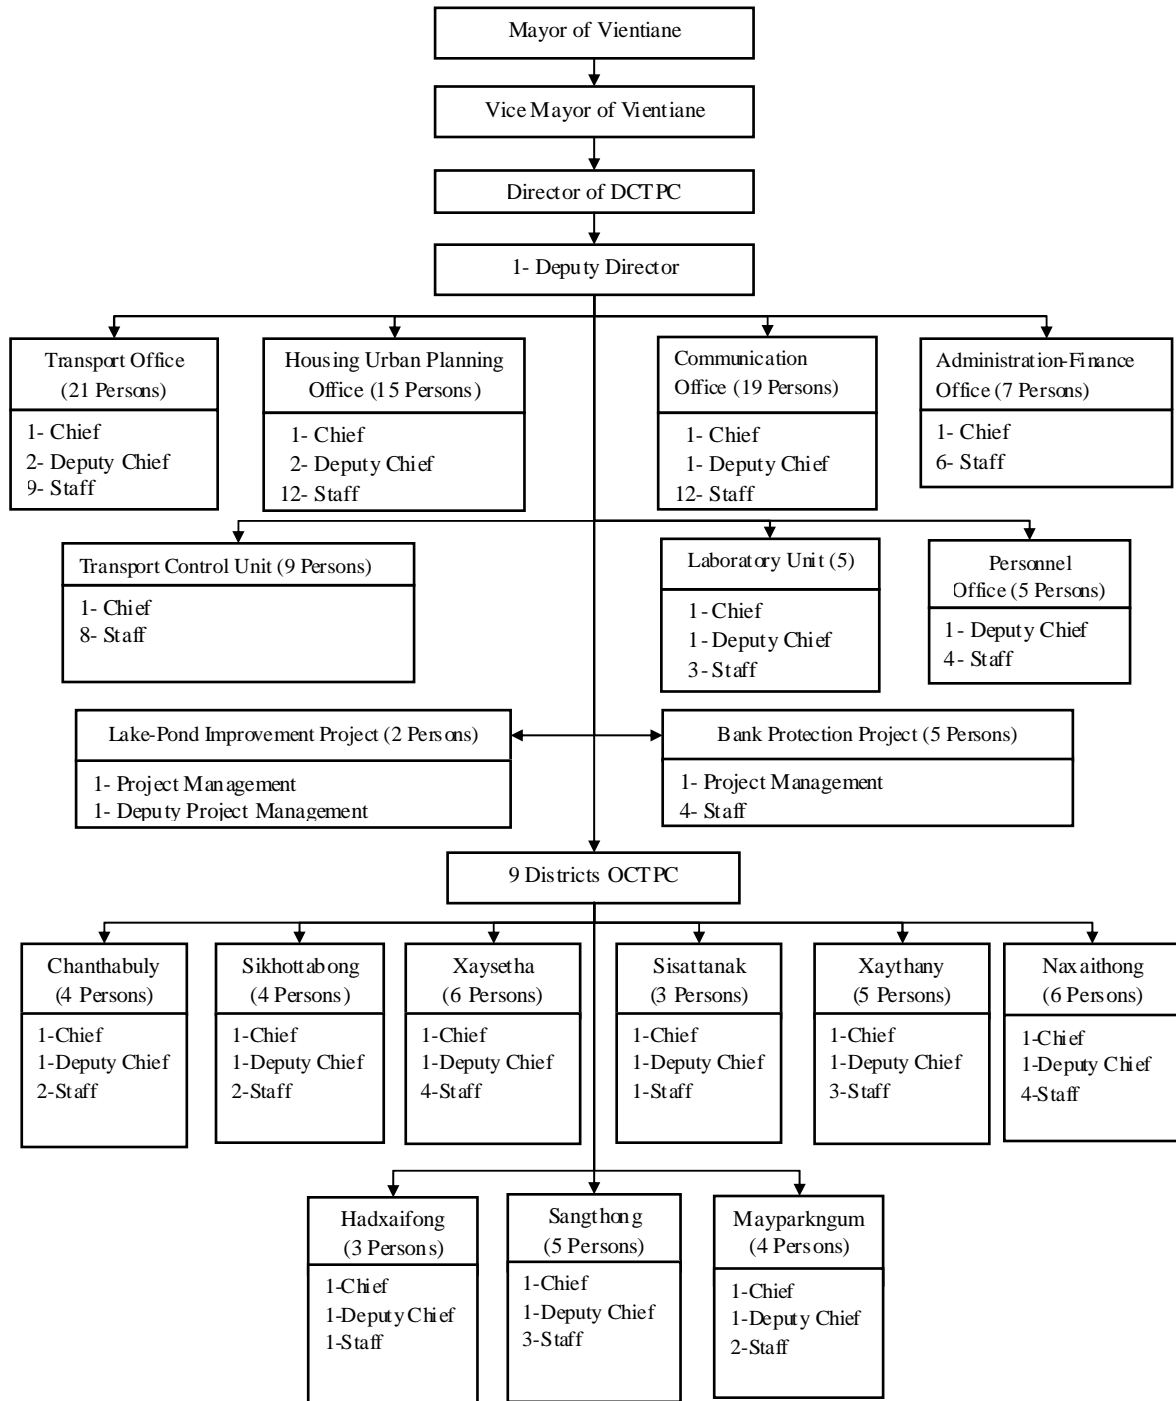 Mayor of Vientiane
Vice Mayor of Vientiane
Director of DCTPC
1- Deputy Director
Transport Office
(21 Persons)
1- Chief
2- Deputy Chief
9- Staff
Housing Urban Planning
Office (15 Persons)
1- Chief
2- Deputy Chief
12- Staff
Communication
Office (19 Persons)
1- Chief
1- Deputy Chief
12- Staff
Administration-Finance
Office (7 Persons)
1- Chief
6- Staff
Transport Control Unit (9 Persons)
1- Chief
8- Staff
Laboratory Unit (5)
1- Chief
1- Deputy Chief
3- Staff
Personnel
Office (5 Persons)
1- Deputy Chief
4- Staff
Lake-Pond Improvement Project (2 Persons)
1- Project Management
1- Deputy Project Management
Bank Protection Project (5 Persons)
1- Project Management
4- Staff
9 Districts OCTPC
Chanthabuly
(4 Persons)
1-Chief
1-Deputy Chief
2-Staff
Sikhottabong
(4 Persons)
1-Chief
1-Deputy Chief
2-Staff
Xaysetha
(6 Persons)
1-Chief
1-Deputy Chief
4-Staff
Sisattanak
(3 Persons)
1-Chief
1-Deputy Chief
1-Staff
Xaythany
(5 Persons)
1-Chief
1-Deputy Chief
3-Staff
Naxaithong
(6 Persons)
1-Chief
1-Deputy Chief
4-Staff
Hadxaifong
(3 Persons)
1-Chief
1-Deputy Chief
1-Staff
Sangthong
(5 Persons)
1-Chief
1-Deputy Chief
3-Staff
Mayparkngum
(4 Persons)
1-Chief
1-Deputy Chief
2-Staff